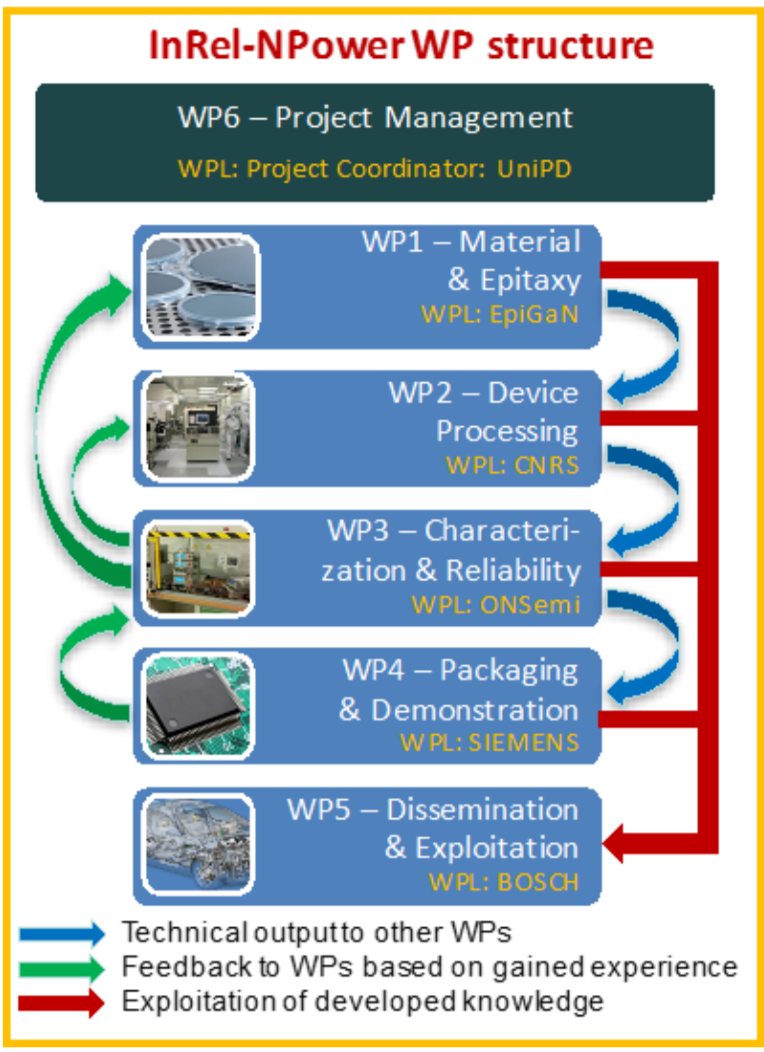 InRel-NPower WP structure
WP6 – Project Management
WPL: Project Coordinator: UniPD
WP1 – Material
& Epitaxy
WPL: EpiGaN
WP2 – Device
Processing
WPL: CNRS
WP3 – Characteri-
zation & Reliability
WPL: ONSemi
WP4 – Packaging
& Demonstration
WPL: SIEMENS
WP5 – Dissemination
& Exploitation
WPL: BOSCH
Technical output to other WPs
Feedback to WPs based on gained experience
Exploitation of developed knowledge